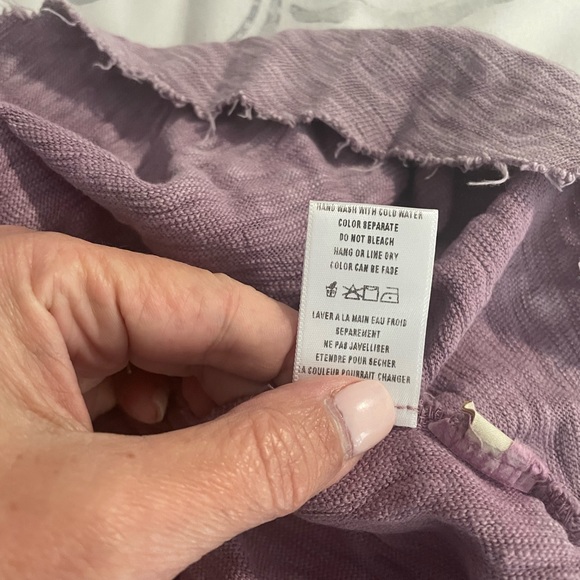 HAND WASH WITH COLD WATER
COLOR SEPARATE
DO NOT BLEACH
HANG OR LINE DRY
COLOR CAN BE FADE
LAVER A LA MAIN EAU FROID
SEPAREMENT
NE PAS JAVELLISER
ETENDRE POUR SECHER
LA COULEUR POURRAIT CHANGER